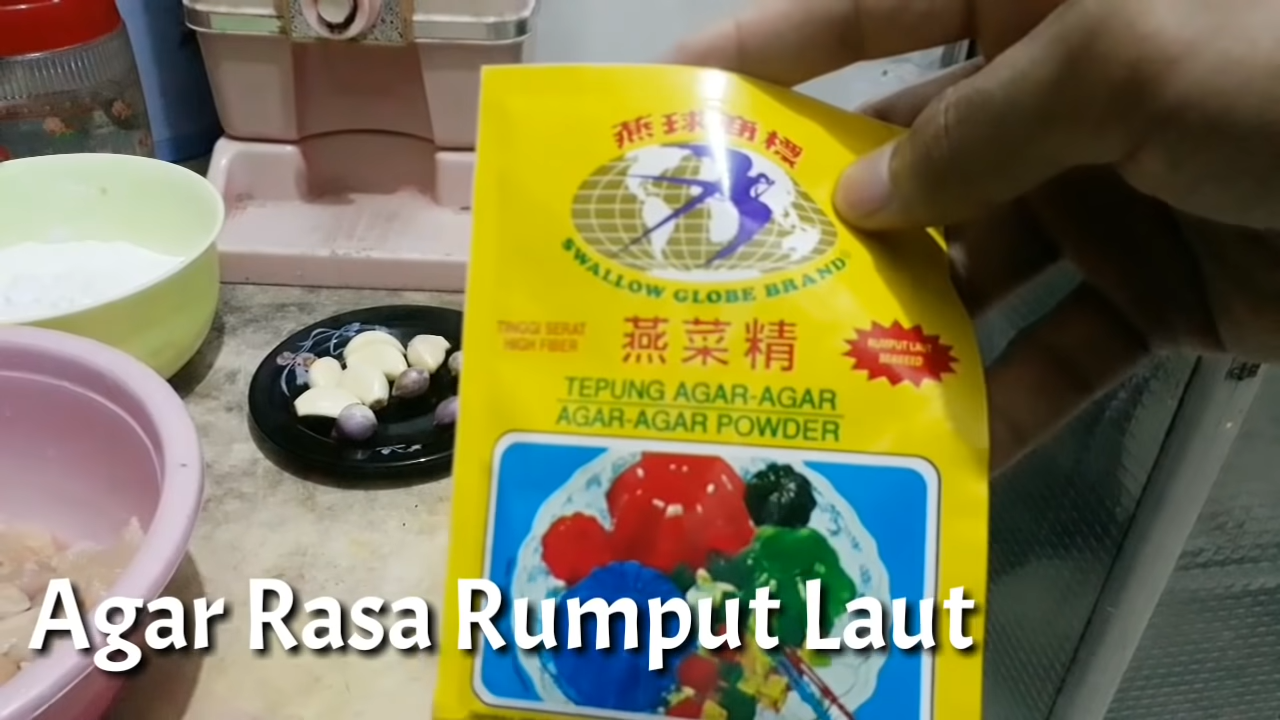 燕球商標
SWALLOW GLOBE BRAND
TINGGI SERAT
HIGH FIBER
燕菜精
RUMPUT LAUT
SEAWEED
TEPUNG AGAR-AGAR
AGAR-AGAR POWDER
Agar Rasa Rumput Laut